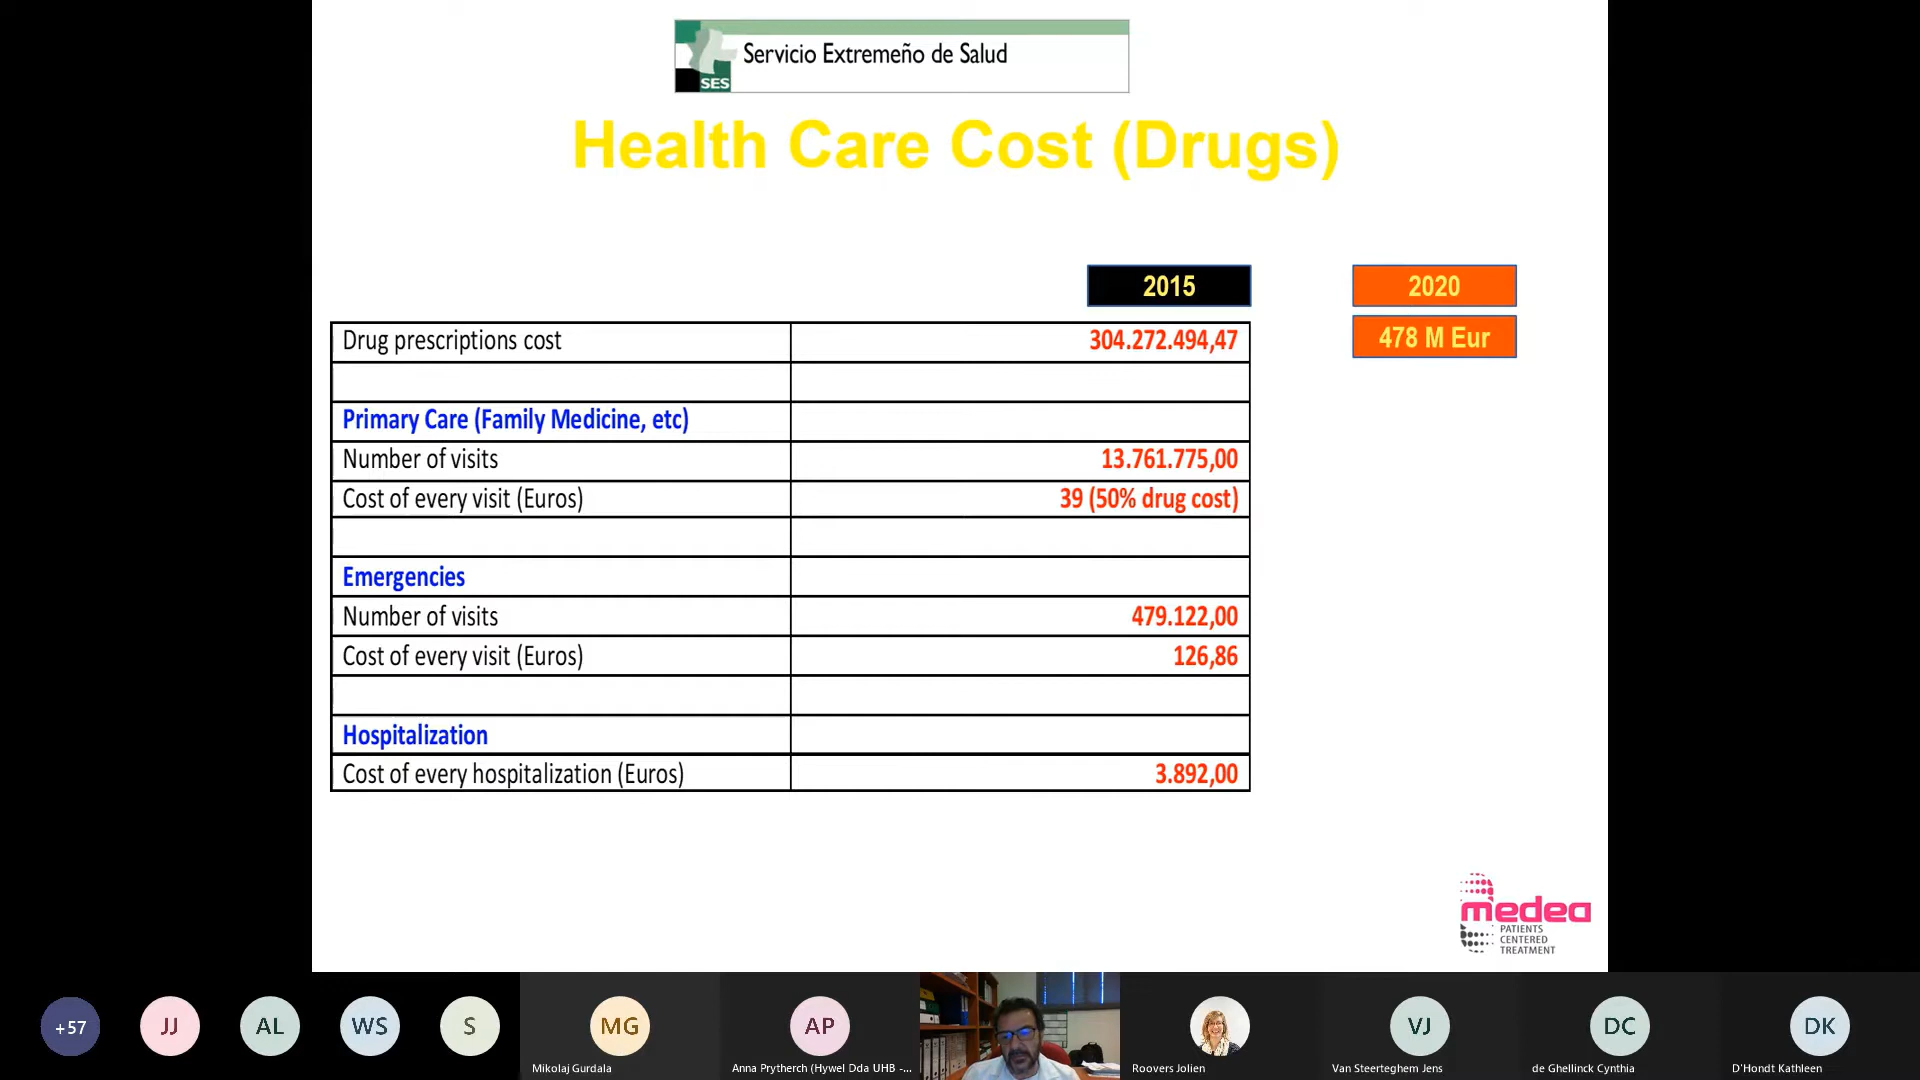 Servicio Extremeño de Salud
SES
Health Care Cost (Drugs)
2015
2020
Drug prescriptions cost 304.272.494,47
478 M Eur
Primary Care (Family Medicine, etc)
Number of visits 13.761.775,00
Cost of every visit (Euros) 39 (50% drug cost)
Emergencies
Number of visits 479.122,00
Cost of every visit (Euros) 126,86
Hospitalization
Cost of every hospitalization (Euros) 3.892,00
medea
PATIENTS
CENTERED
TREATMENT
+57
JJ
AL
WS
S
MG
AP
VJ
DC
DK
Mikolaj Gurdala
Anna Prytherch (Hywel Dda UHB -...
Roovers Jolien
Van Steerteghem Jens
de Ghellinck Cynthia
D'Hondt Kathleen